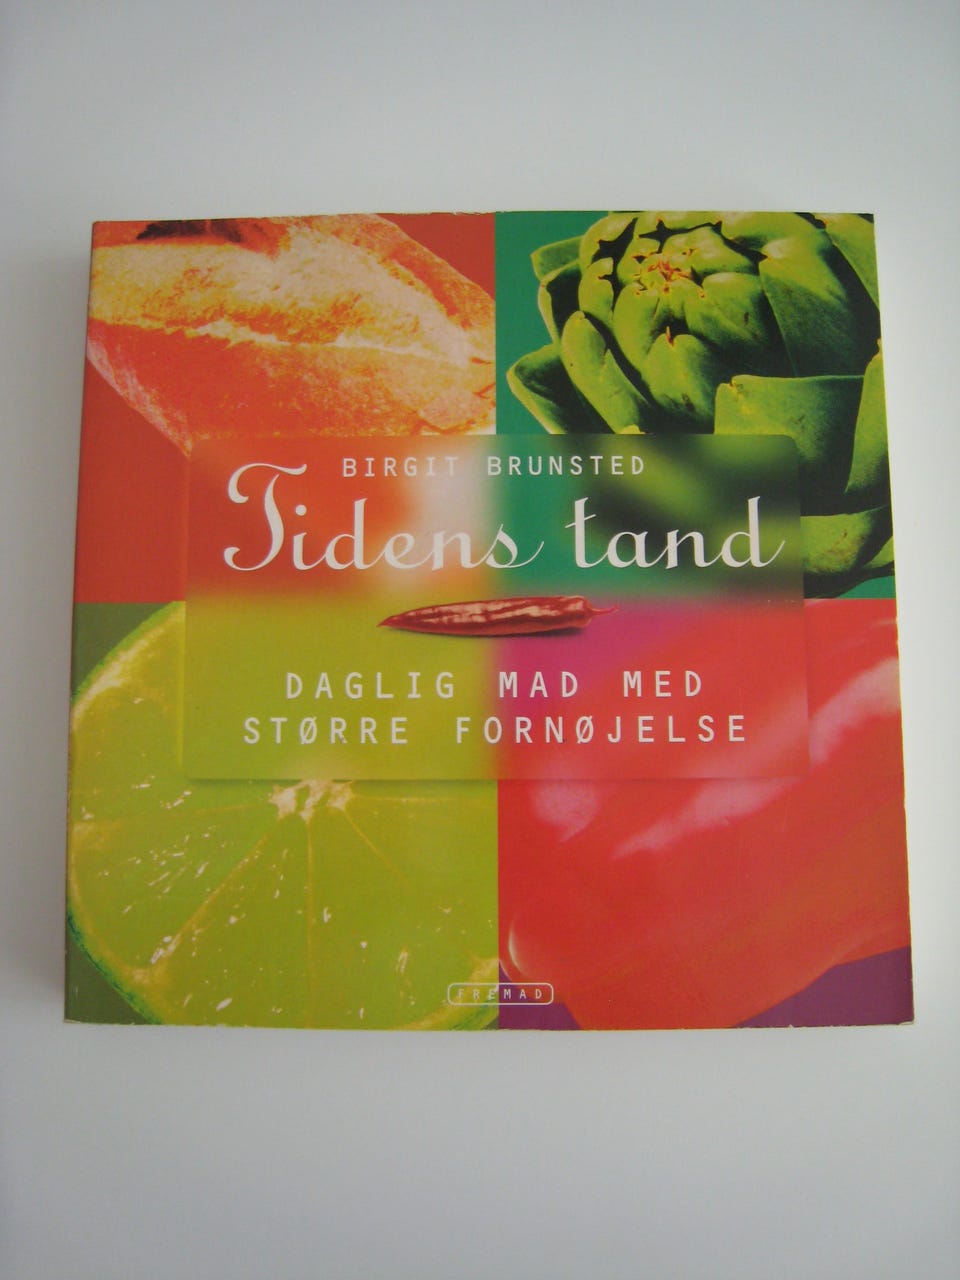 BIRGIT BRUNSTED
Tidens tand
DAGLIG MAD MED
STØRRE FORNØJELSE
FREMAD